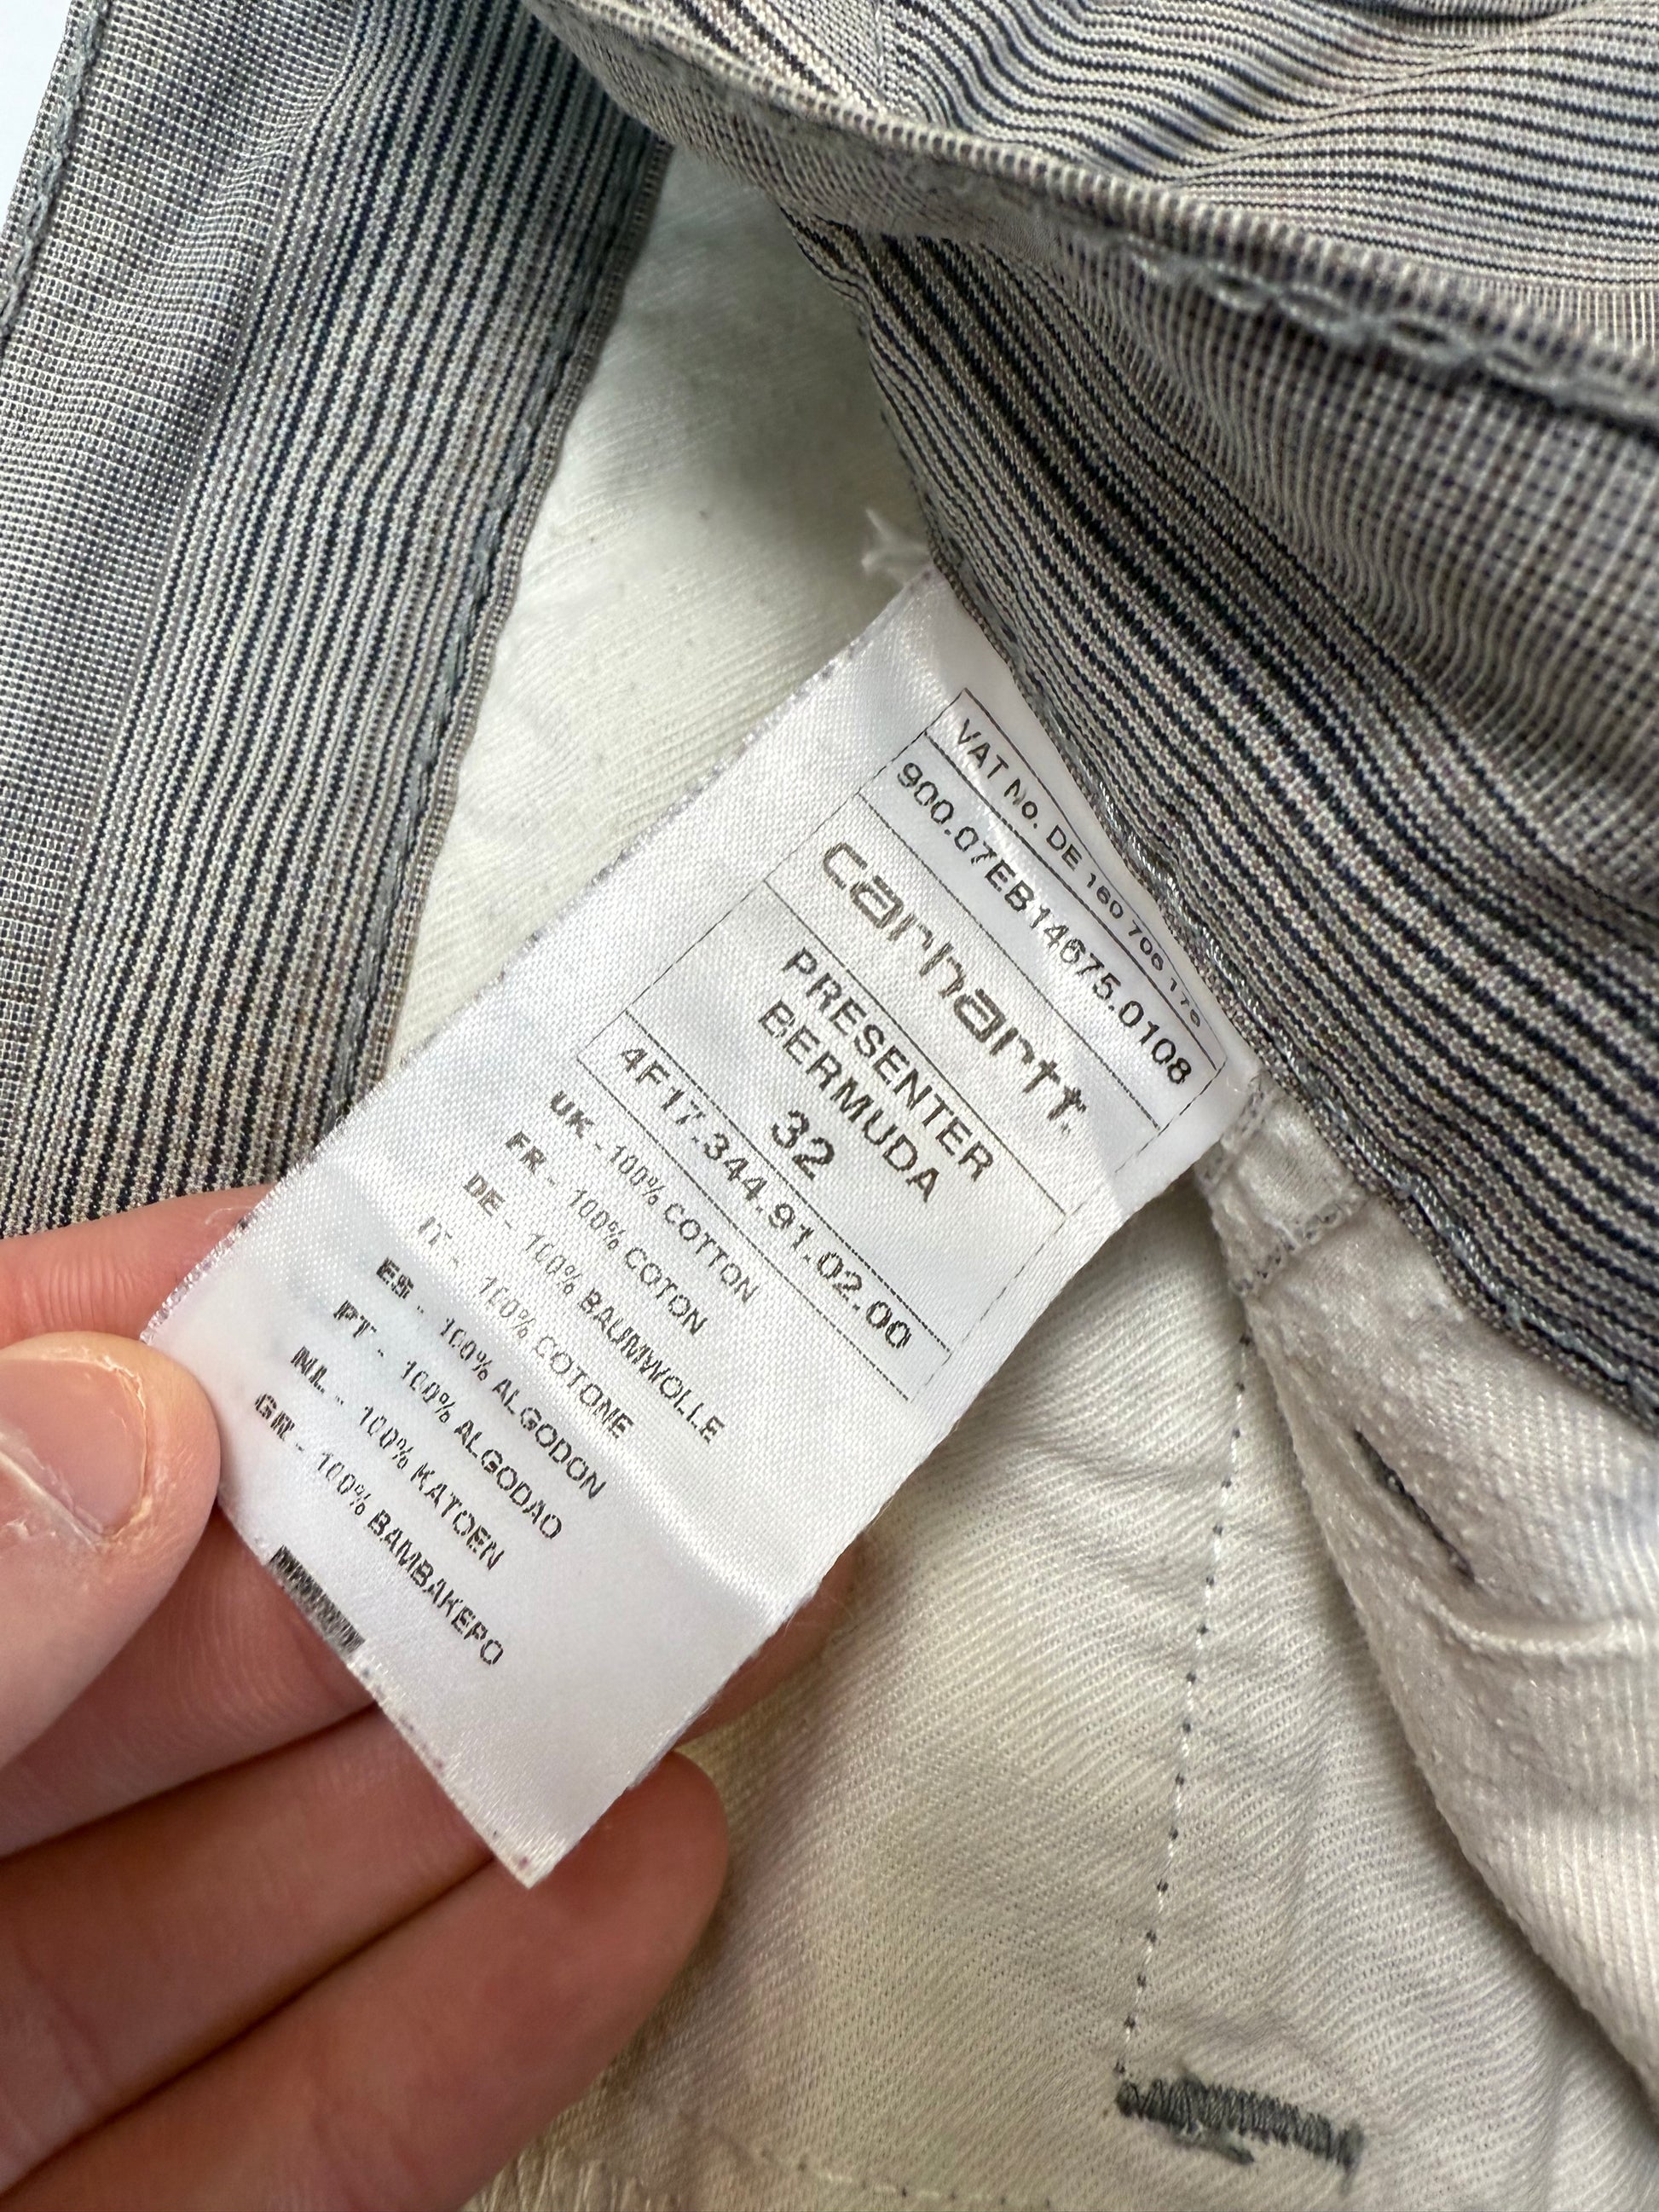 VAT No. DE 160 706 176
900.07EB14675.0108
carhartt.
PRESENTER
BERMUDA
32
4F17.344.91.02.00
UK - 100% COTTON
FR - 100% COTON
DE - 100% BAUMWOLLE
IT - 100% COTONE
ES - 100% ALGODON
PT - 100% ALGODAO
NL - 100% KATOEN
GR - 100% BAMBAKEPO